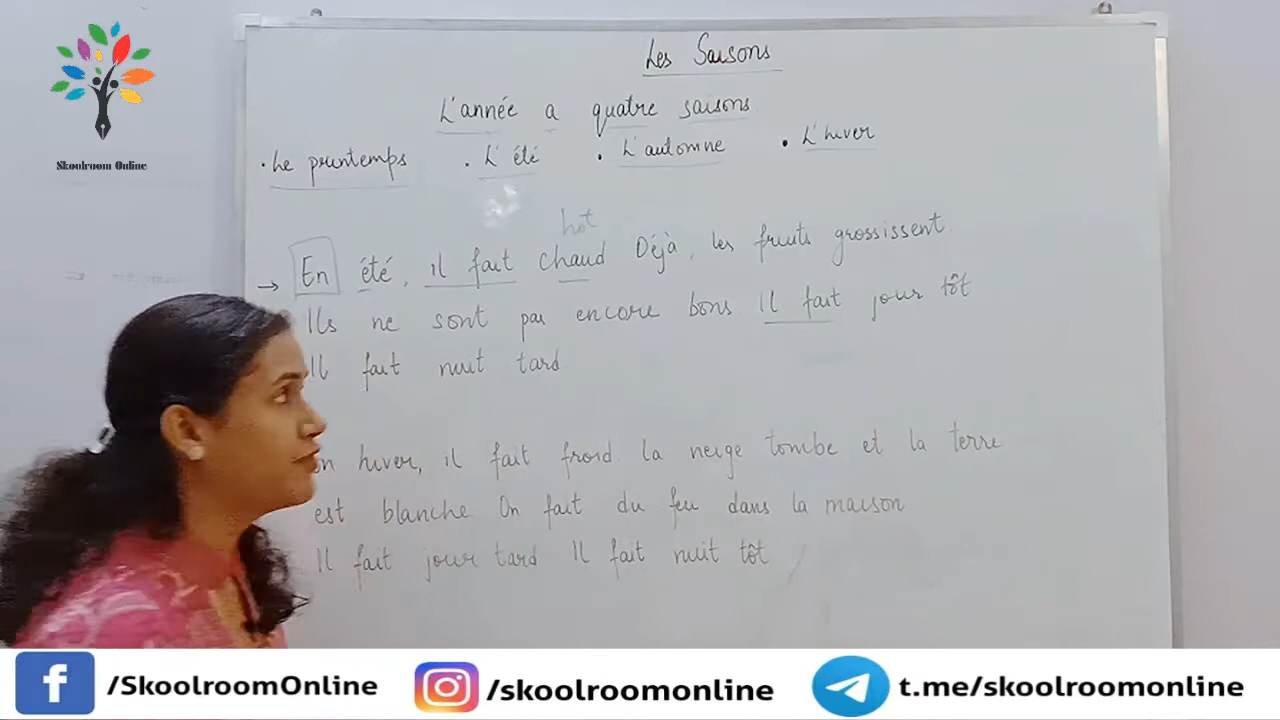 Skoolroom Online
Les Saisons
L'année a quatre saisons
• Le printemps • L'été • L'automne • L'hiver
hot
→ En été, il fait chaud Déjà, les fruits grossissent
Ils ne sont pas encore bons Il fait jour tôt
Il fait nuit tard
n hiver, il fait froid. la neige tombe et la terre
est blanche On fait du feu dans la maison
Il fait jour tard Il fait nuit tôt
f /SkoolroomOnline /skoolroomonline t.me/skoolroomonline